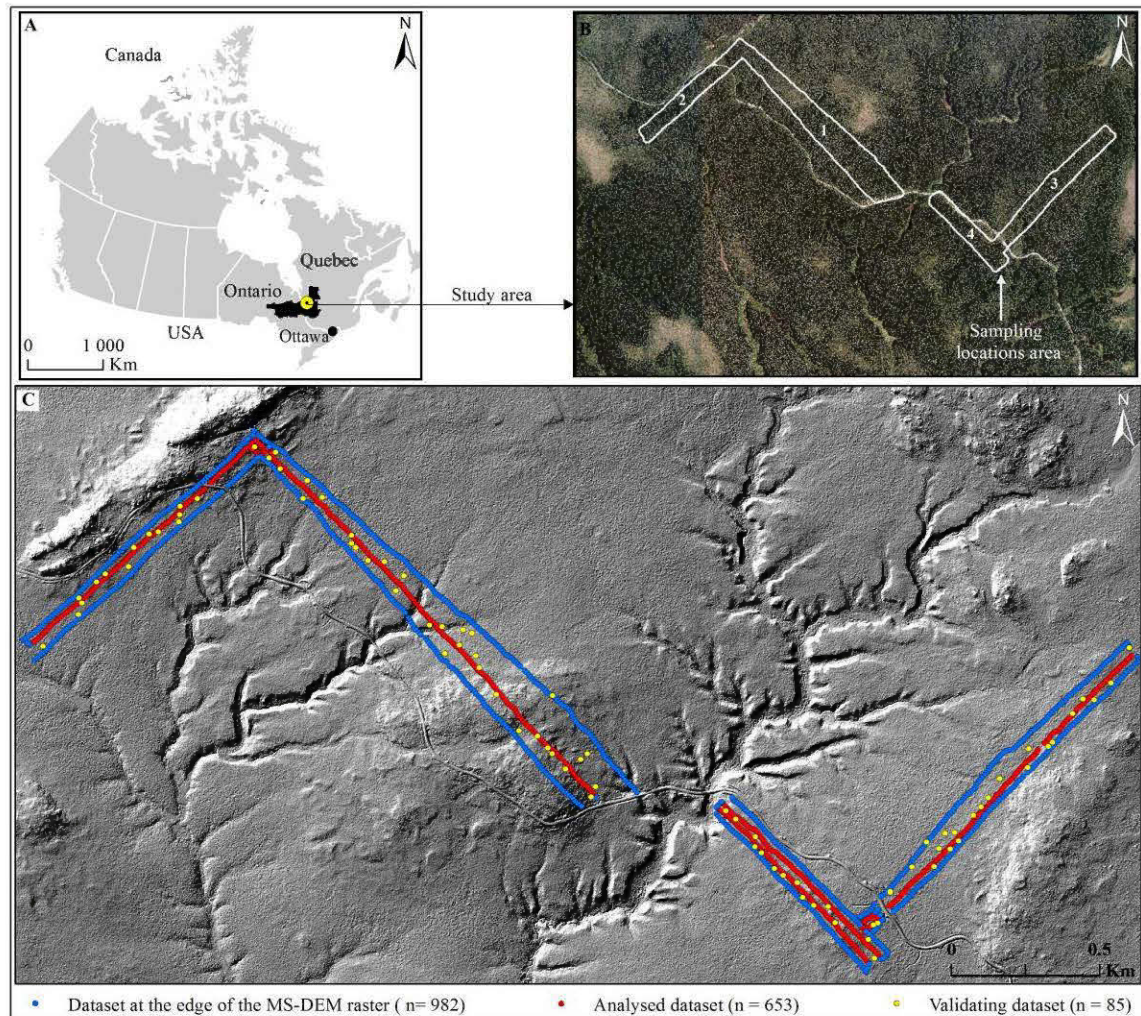 A
N
Canada
Quebec
Ontario
USA
Ottawa
0 1 000
Km
Study area
B
N
2
1
3
4
Sampling
locations area
C
N
0 0.5
Km
Dataset at the edge of the MS-DEM raster ( n= 982) Analysed dataset (n = 653) Validating dataset (n = 85)